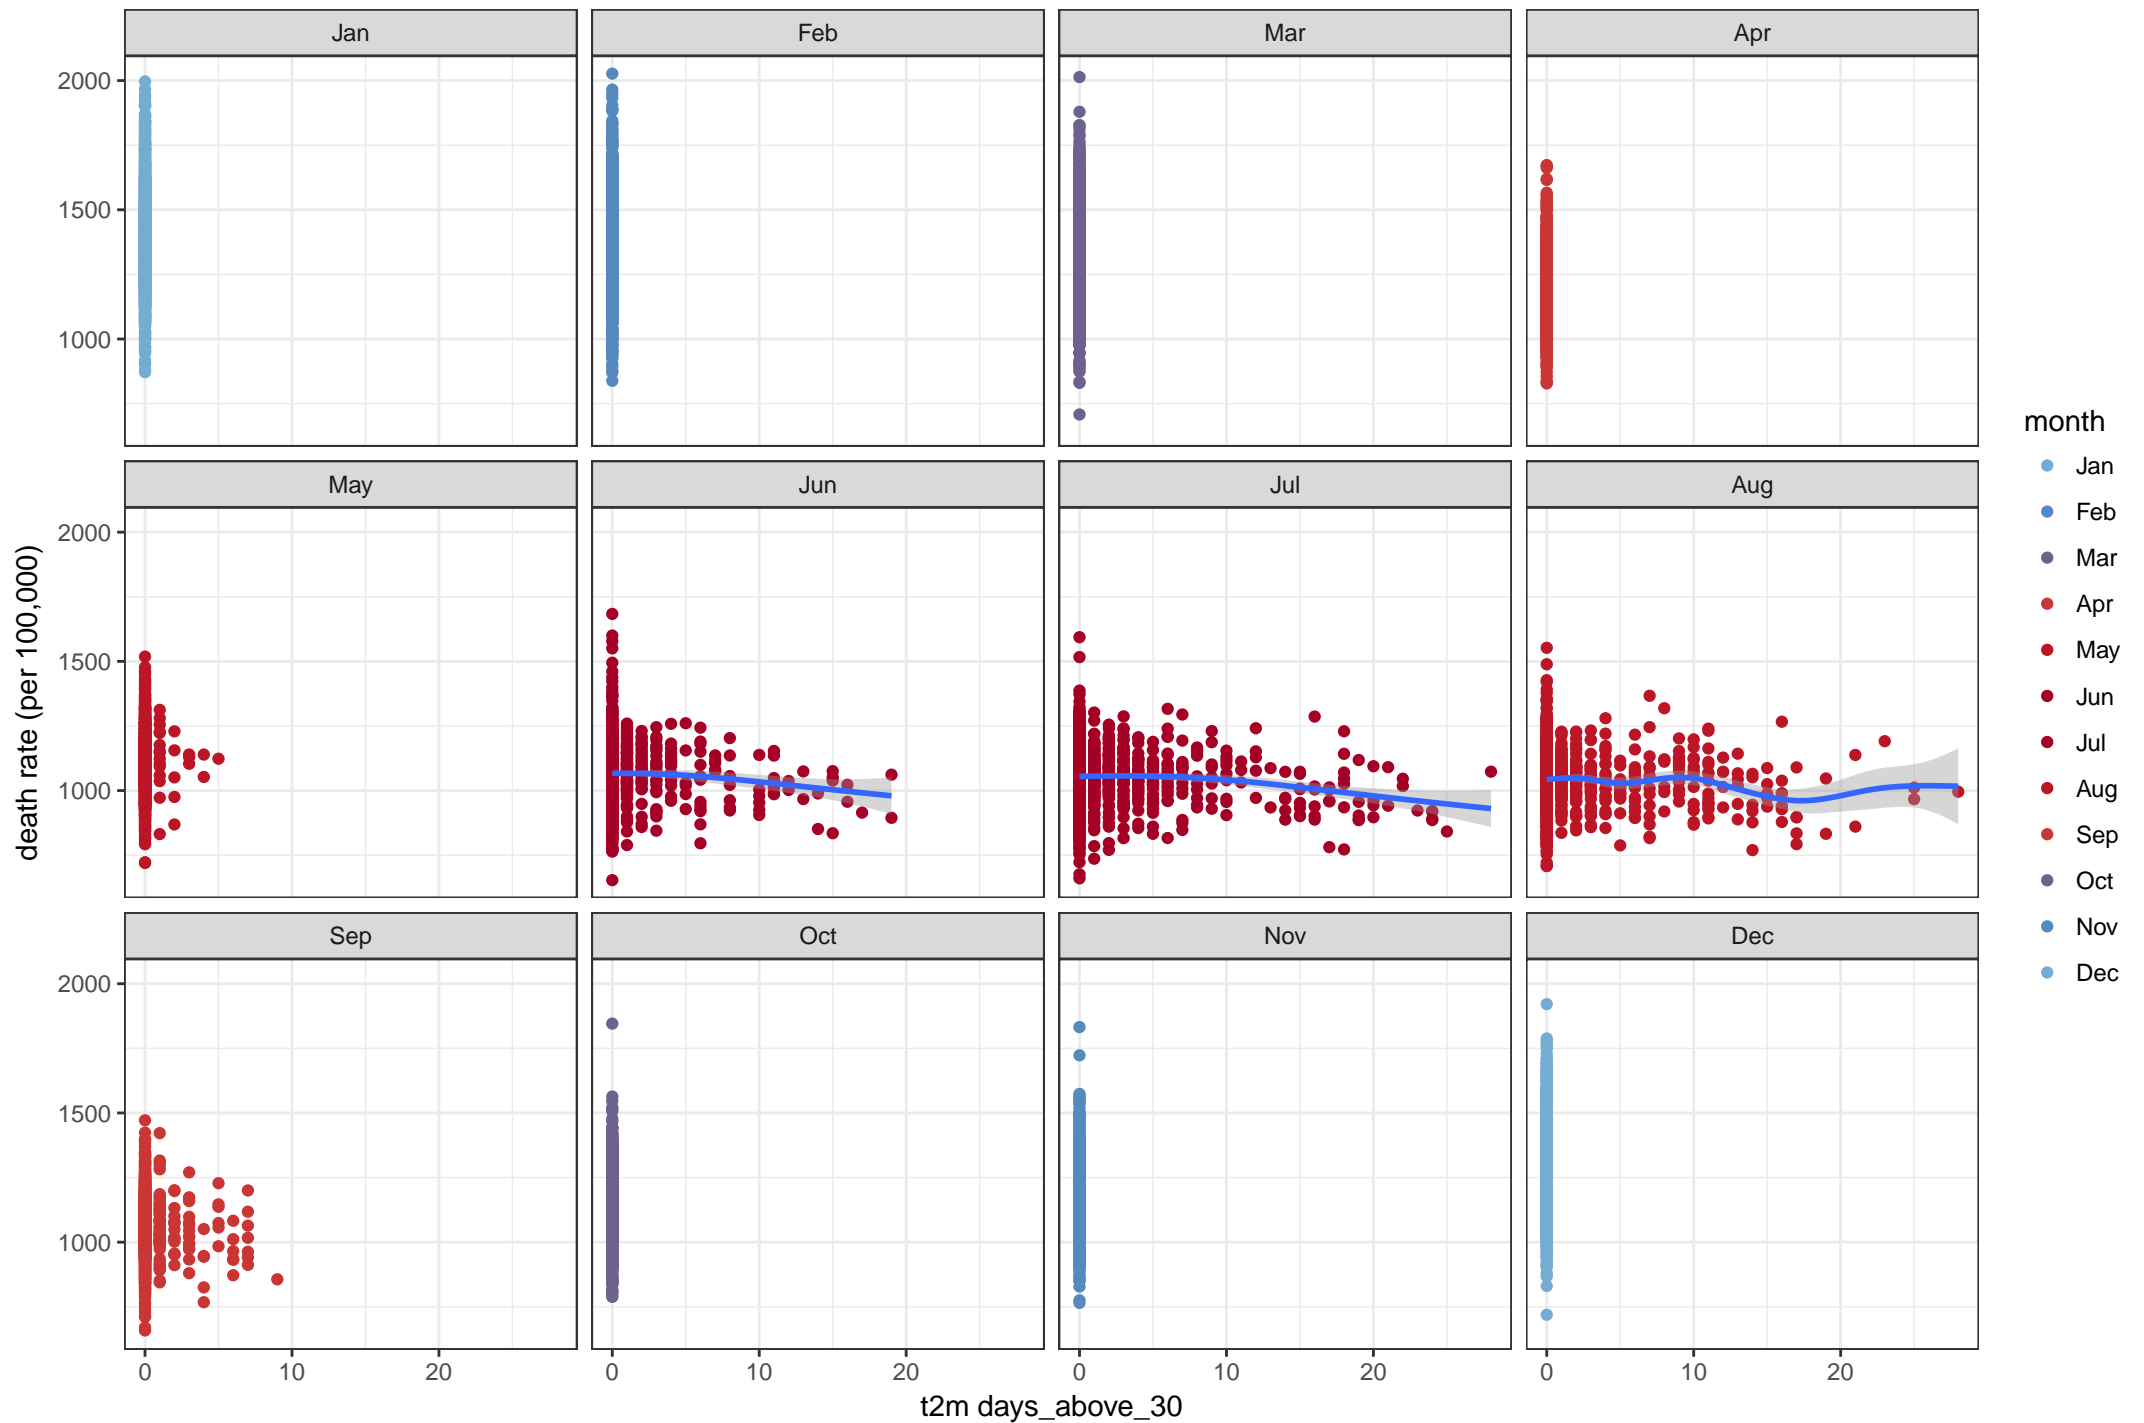 Jan Feb Mar Apr
2000
1500
1000
May Jun Jul Aug
2000
1500
1000
Sep Oct Nov Dec
2000
1500
1000
0 10 20 0 10 20 0 10 20 0 10 20
t2m days_above_30
death rate (per 100,000)
month
Jan
Feb
Mar
Apr
May
Jun
Jul
Aug
Sep
Oct
Nov
Dec